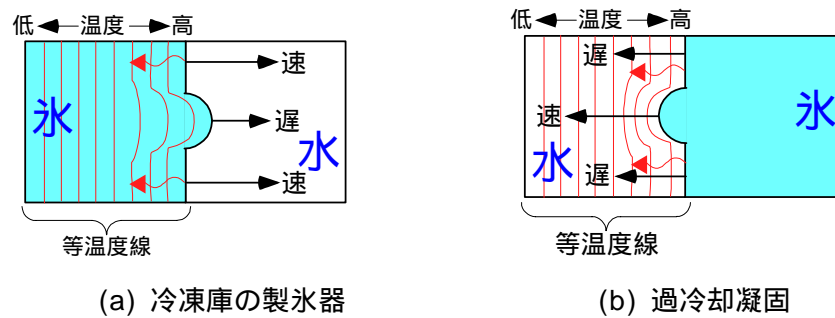 低 温度 高
速
氷
遅
水
速
等温度線
(a) 冷凍庫の製氷器
低 温度 高
遅
氷
速
水
遅
等温度線
(b) 過冷却凝固